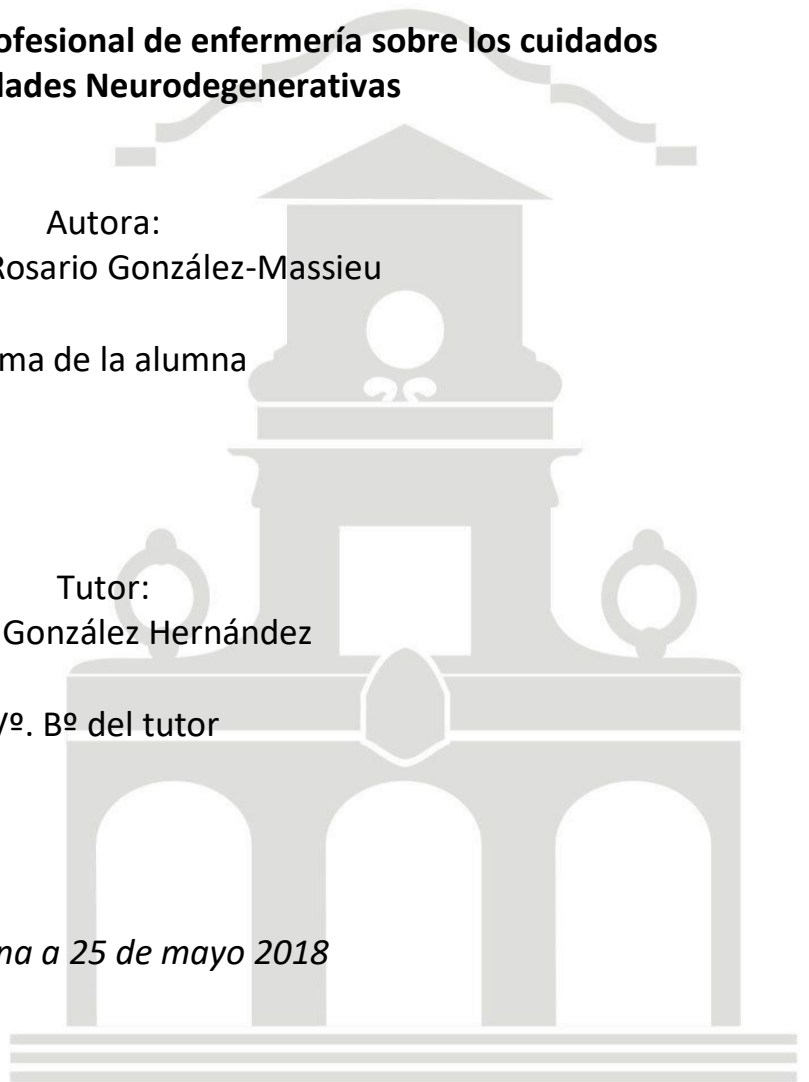 ofesional de enfermería sobre los cuidados
dades Neurodegenerativas
Autora:
Rosario González-Massieu
ma de la alumna
Tutor:
González Hernández
Vº. Bº del tutor
na a 25 de mayo 2018